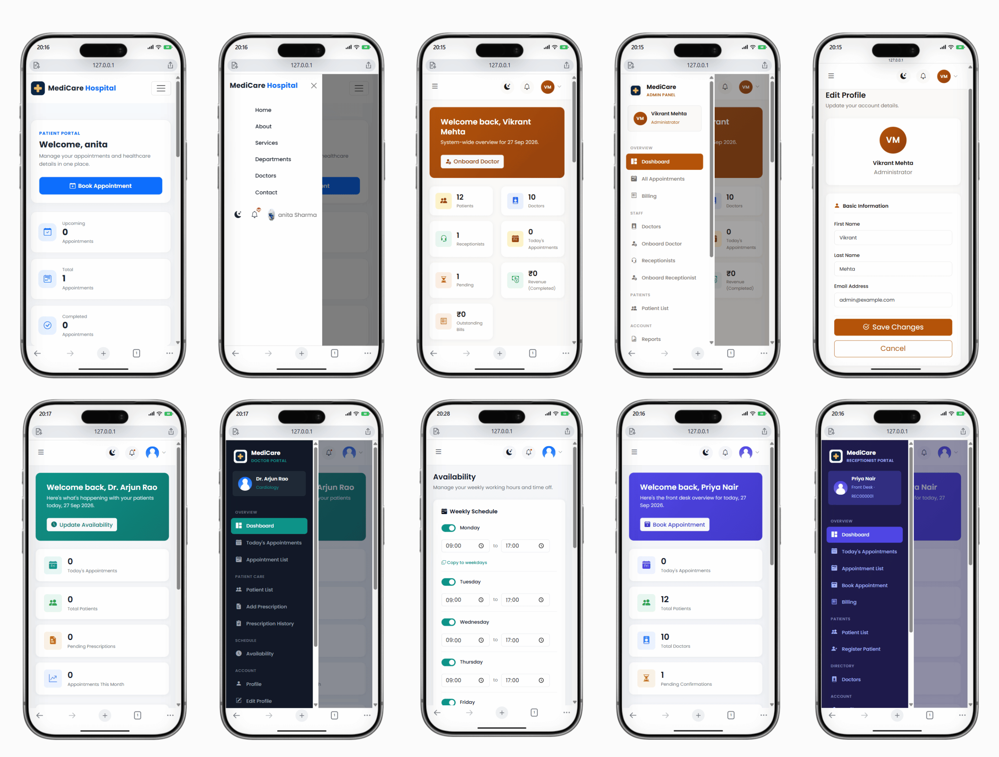 20:16
127.0.0.1
MediCare Hospital
PATIENT PORTAL
Welcome, anita
Manage your appointments and healthcare
details in one place.
Book Appointment
Upcoming
0
Appointments
Total
1
Appointments
Completed
0
Appointments
1
20:16
127.0.0.1
MediCare Hospital
Home
About
Services
Departments
Doctors
Contact
anita Sharma
healthcare
nt
1
20:15
127.0.0.1
VM
Welcome back, Vikrant
Mehta
System-wide overview for 27 Sep 2026.
Onboard Doctor
12
Patients
10
Doctors
1
Receptionists
Fri
0
Today's
Appointments
1
Pending
₹0
Revenue
(Completed)
₹0
Outstanding
Bills
1
20:15
127.0.0.1
MediCare
ADMIN PANEL
VM
Vikrant Mehta
Administrator
OVERVIEW
Dashboard
All Appointments
Billing
STAFF
Doctors
Onboard Doctor
Receptionists
Onboard Receptionist
PATIENTS
Patient List
ACCOUNT
Reports
VM
rant
Sep 2026.
10
Doctors
0
Today's
Appointments
₹0
Revenue
(Completed)
1
20:15
127.0.0.1
VM
Edit Profile
Update your account details.
VM
Vikrant Mehta
Administrator
Basic Information
First Name
Vikrant
Last Name
Mehta
Email Address
admin@example.com
Save Changes
Cancel
20:17
127.0.0.1
Welcome back, Dr. Arjun Rao
Here's what's happening with your patients
today, 27 Sep 2026.
Update Availability
Fri
0
Today's Appointments
0
Total Patients
0
Pending Prescriptions
0
Appointments This Month
1
20:17
127.0.0.1
MediCare
DOCTOR PORTAL
Dr. Arjun Rao
Cardiology
OVERVIEW
Dashboard
Today's Appointments
Appointment List
PATIENT CARE
Patient List
Add Prescription
Prescription History
SCHEDULE
Availability
ACCOUNT
Profile
Edit Profile
Arjun Rao
your patients
h
1
20:28
127.0.0.1
Availability
Manage your weekly working hours and time off.
Weekly Schedule
Monday
09:00 to 17:00
Copy to weekdays
Tuesday
09:00 to 17:00
Wednesday
09:00 to 17:00
Thursday
09:00 to 17:00
Friday
1
20:16
127.0.0.1
Welcome back, Priya Nair
Here's the front desk overview for today, 27
Sep 2026.
Book Appointment
Fri
0
Today's Appointments
12
Total Patients
10
Total Doctors
1
Pending Confirmations
1
20:16
127.0.0.1
MediCare
RECEPTIONIST PORTAL
Priya Nair
Front Desk ·
REC000001
OVERVIEW
Dashboard
Today's Appointments
Appointment List
Book Appointment
Billing
PATIENTS
Patient List
Register Patient
DIRECTORY
Doctors
ACCOUNT
a Nair
for today, 27
1